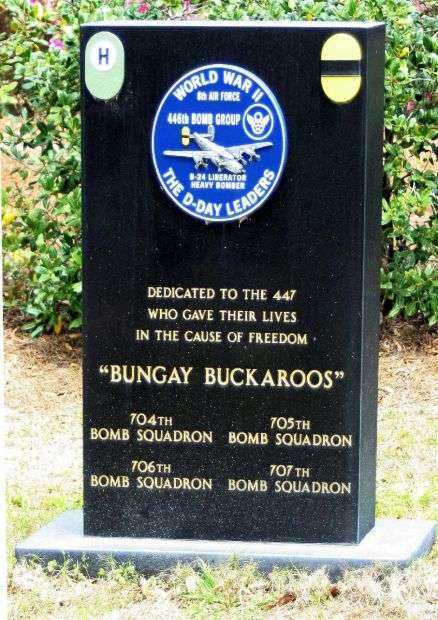 H
WORLD WAR II
8th AIR FORCE
446th BOMB GROUP
8
B-24 LIBERATOR
HEAVY BOMBER
THE D-DAY LEADERS
DEDICATED TO THE 447
WHO GAVE THEIR LIVES
IN THE CAUSE OF FREEDOM
"BUNGAY BUCKAROOS"
704TH 705TH
BOMB SQUADRON BOMB SQUADRON
706TH 707TH
BOMB SQUADRON BOMB SQUADRON